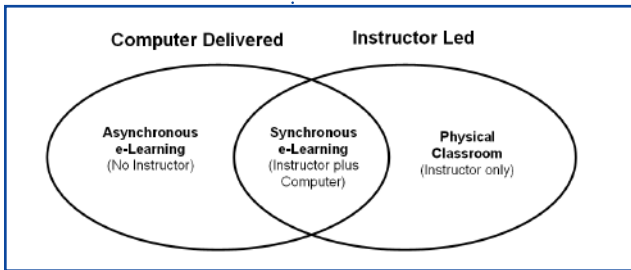 Computer Delivered
Instructor Led
Asynchronous
e-Learning
(No Instructor)
Synchronous
e-Learning
(Instructor plus
Computer)
Physical
Classroom
(Instructor only)